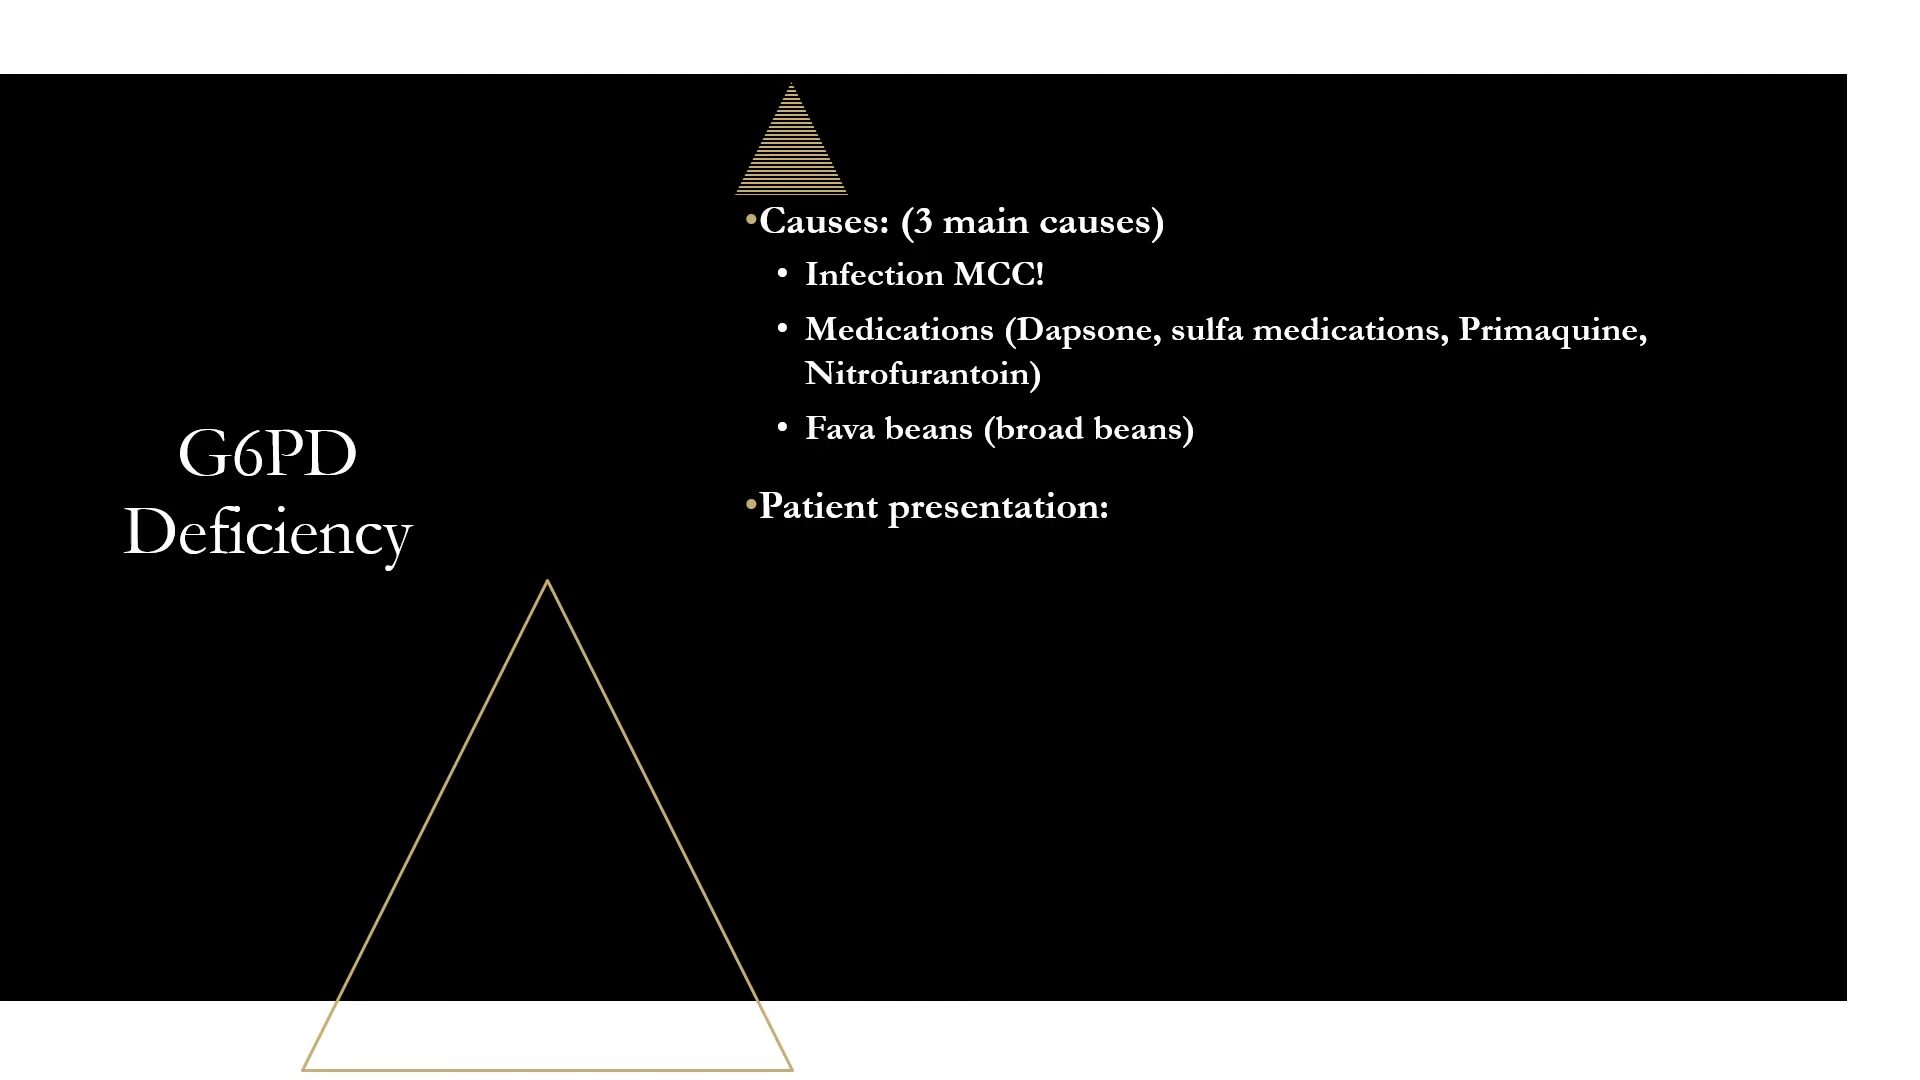 G6PD
Deficiency
•Causes: (3 main causes)
• Infection MCC!
• Medications (Dapsone, sulfa medications, Primaquine,
Nitrofurantoin)
• Fava beans (broad beans)
•Patient presentation: